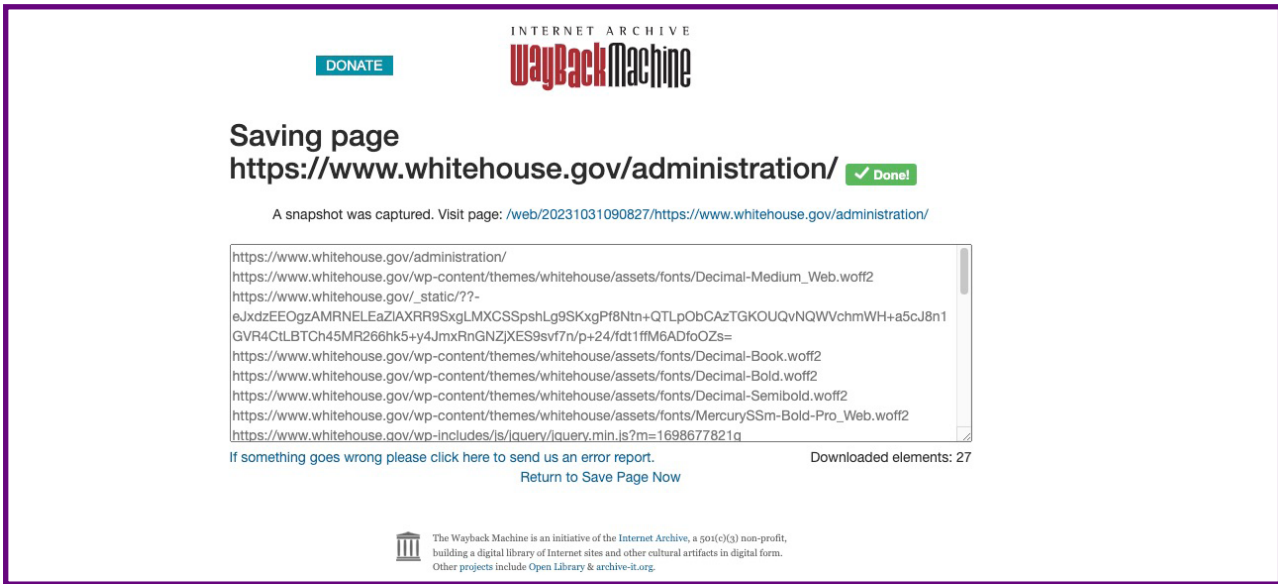 INTERNET ARCHIVE
DONATE
WayBackMachine
Saving page
https://www.whitehouse.gov/administration/ Done!
A snapshot was captured. Visit page: /web/20231031090827/https://www.whitehouse.gov/administration/
https://www.whitehouse.gov/administration/
https://www.whitehouse.gov/wp-content/themes/whitehouse/assets/fonts/Decimal-Medium_Web.woff2
https://www.whitehouse.gov/_static/??-
eJxdzEEOgzAMRNELEaZlAXRR9SxgLMXCSSpshLg9SKxgPf8Ntn+QTLpObCAzTGKOUQvNQWVchmWH+a5cJ8n1
GVR4CtLBTCh45MR266hk5+y4JmxRnGNZjXES9svf7n/p+24/fdt1ffM6ADfoOZs=
https://www.whitehouse.gov/wp-content/themes/whitehouse/assets/fonts/Decimal-Book.woff2
https://www.whitehouse.gov/wp-content/themes/whitehouse/assets/fonts/Decimal-Bold.woff2
https://www.whitehouse.gov/wp-content/themes/whitehouse/assets/fonts/Decimal-Semibold.woff2
https://www.whitehouse.gov/wp-content/themes/whitehouse/assets/fonts/MercurySSm-Bold-Pro_Web.woff2
https://www.whitehouse.gov/wp-includes/js/jquery/jquery.min.js?m=1698677821g
If something goes wrong please click here to send us an error report. Downloaded elements: 27
Return to Save Page Now
The Wayback Machine is an initiative of the Internet Archive, a 501(c)(3) non-profit,
building a digital library of Internet sites and other cultural artifacts in digital form.
Other projects include Open Library & archive-it.org.